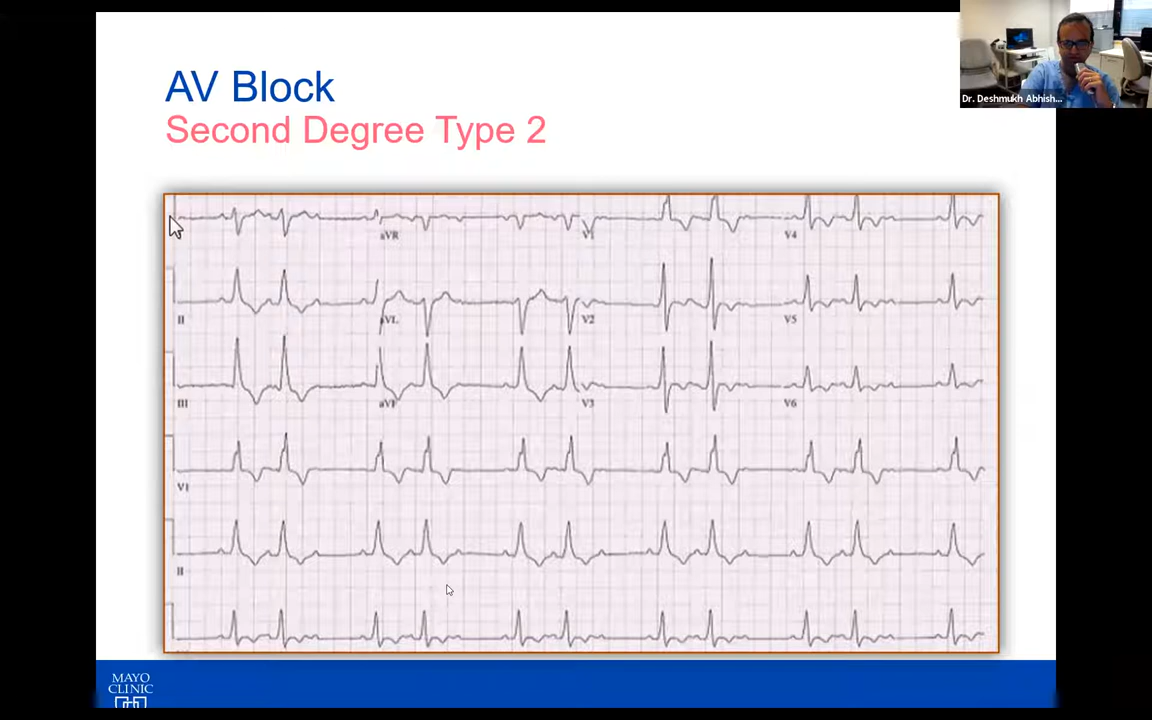 Dr. Deshmukh Abhish...
AV Block
Second Degree Type 2
aVR
V1
V4
II
aVL
V2
V5
III
aVF
V3
V6
V1
II
MAYO
CLINIC